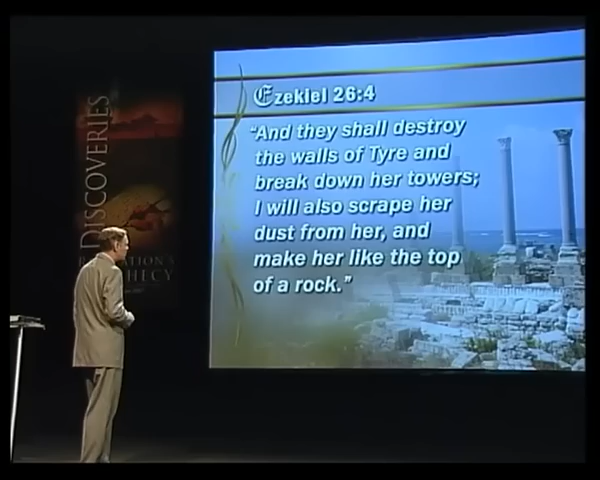 Ezekiel 26:4
"And they shall destroy
the walls of Tyre and
break down her towers;
I will also scrape her
dust from her, and
make her like the top
of a rock."
DISCOVERIES